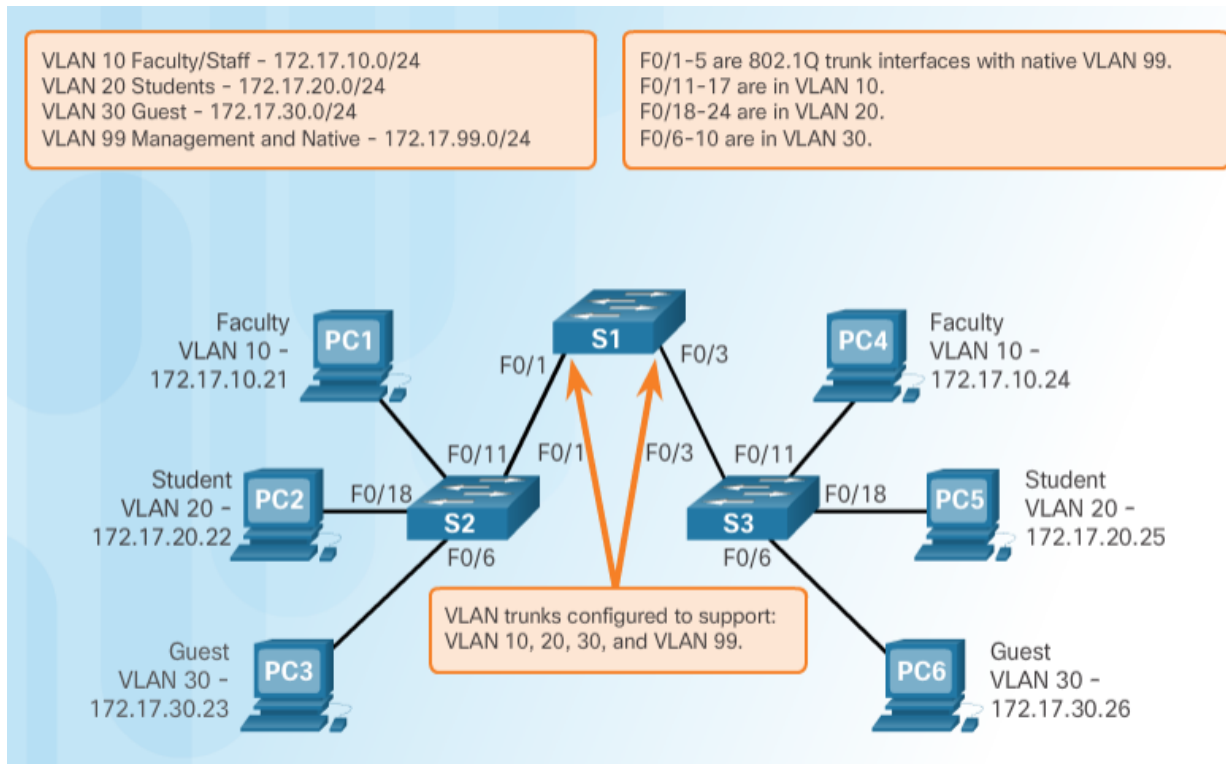 VLAN 10 Faculty/Staff - 172.17.10.0/24
VLAN 20 Students - 172.17.20.0/24
VLAN 30 Guest - 172.17.30.0/24
VLAN 99 Management and Native - 172.17.99.0/24
F0/1-5 are 802.1Q trunk interfaces with native VLAN 99.
F0/11-17 are in VLAN 10.
F0/18-24 are in VLAN 20.
F0/6-10 are in VLAN 30.
Faculty
VLAN 10 -
172.17.10.21
PC1
S1
F0/1
F0/3
PC4
Faculty
VLAN 10 -
172.17.10.24
F0/11
F0/1
F0/3
F0/11
Student
VLAN 20 -
172.17.20.22
PC2
F0/18
S2
F0/6
S3
F0/18
F0/6
PC5
Student
VLAN 20 -
172.17.20.25
VLAN trunks configured to support:
VLAN 10, 20, 30, and VLAN 99.
Guest
VLAN 30 -
172.17.30.23
PC3
PC6
Guest
VLAN 30 -
172.17.30.26